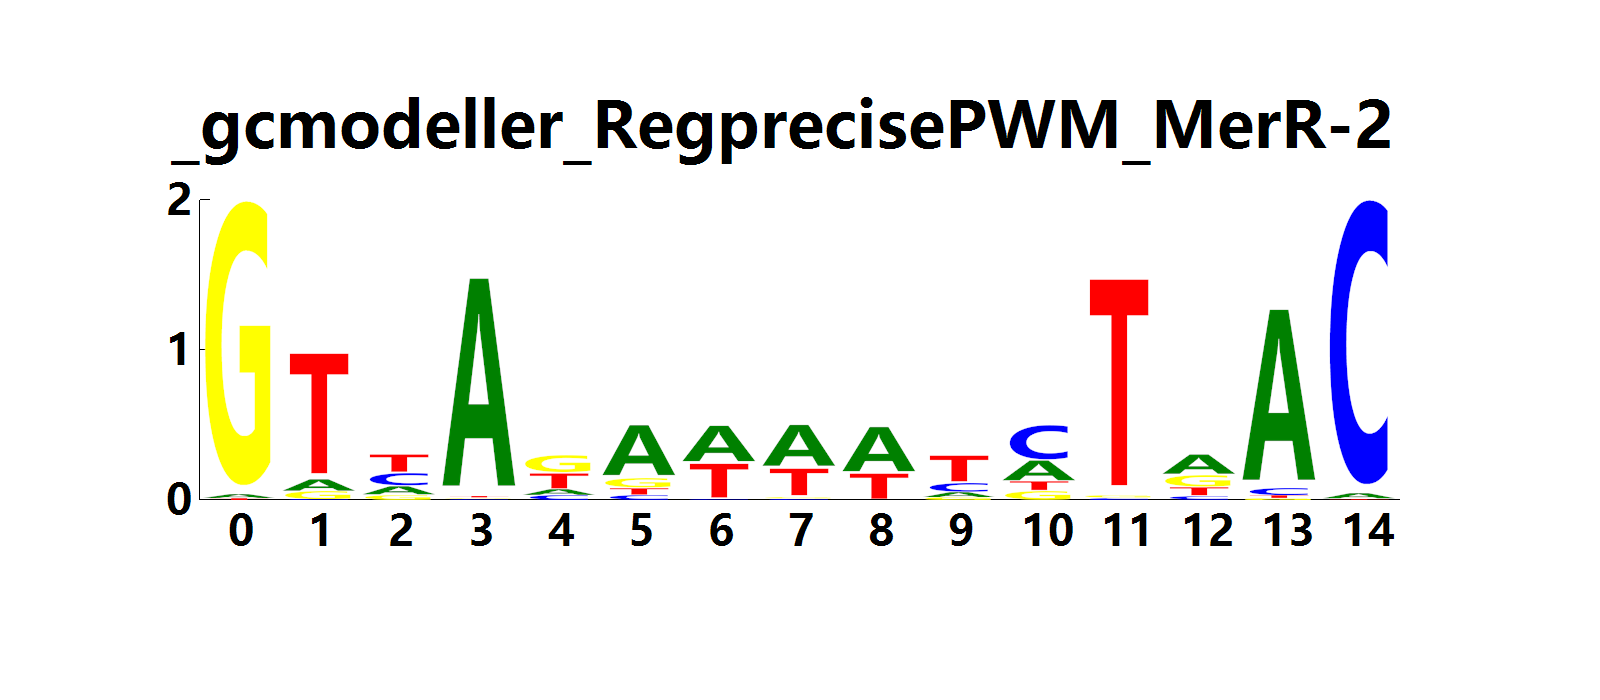 _gcmodeller_RegprecisePWM_MerR-2
2
1
0
G T T A G A A A A T C T A A C
A A C T T G T T T C A G G C A
G A G A T G A T T T
G C C A G C
0 1 2 3 4 5 6 7 8 9 10 11 12 13 14